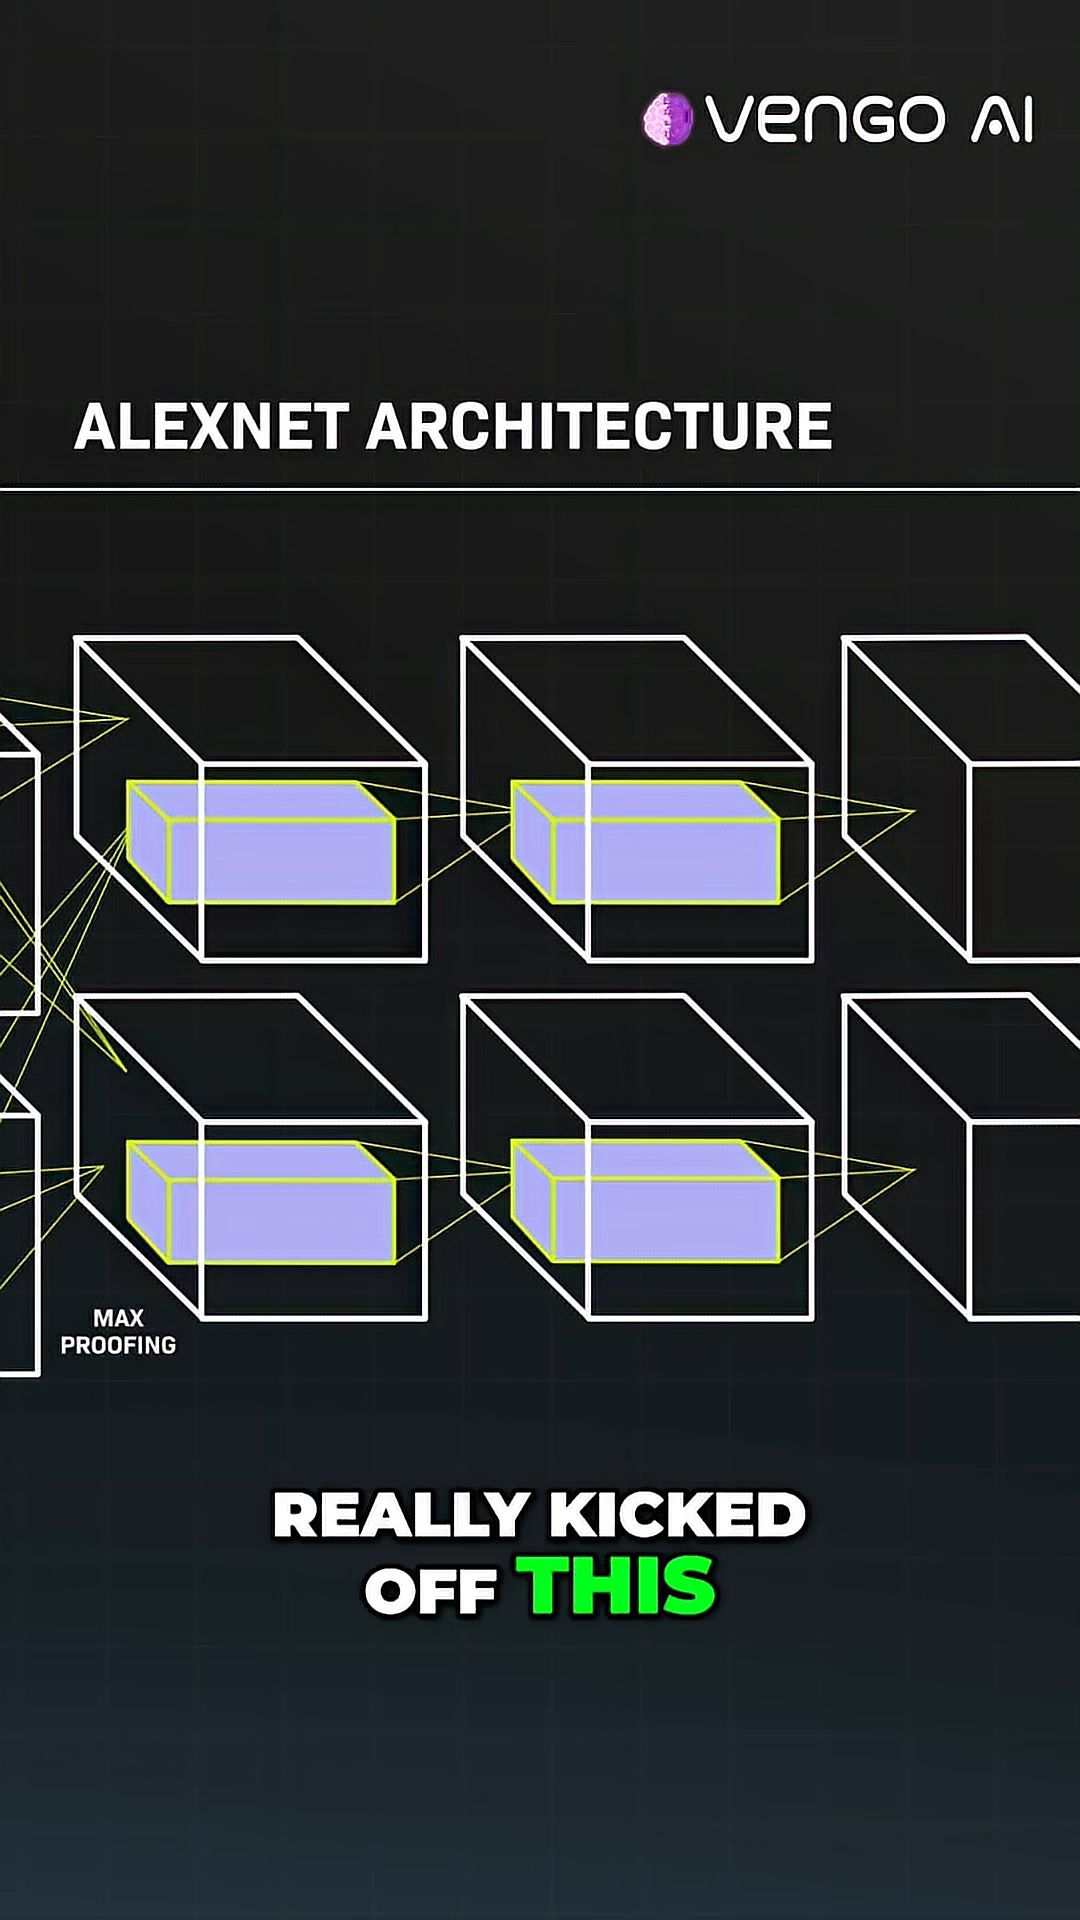 VENGO AI
ALEXNET ARCHITECTURE
MAX
PROOFING
REALLY KICKED
OFF THIS